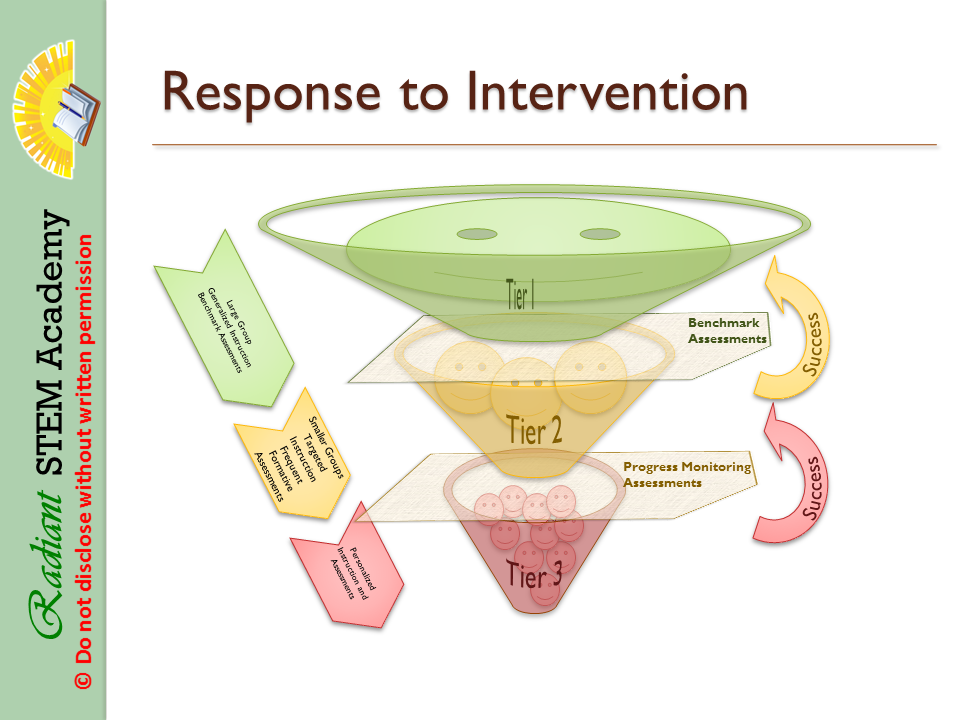 Response to Intervention
Radiant STEM Academy
© Do not disclose without written permission
Tier 1
Large Group
Generalized Instruction
Benchmark Assessments
Benchmark
Assessments
Success
Tier 2
Smaller Groups
Targeted
Instruction
Frequent
Formative
Assessments
Progress Monitoring
Assessments
Success
Tier 3
Personalized
Instruction and
Assessments